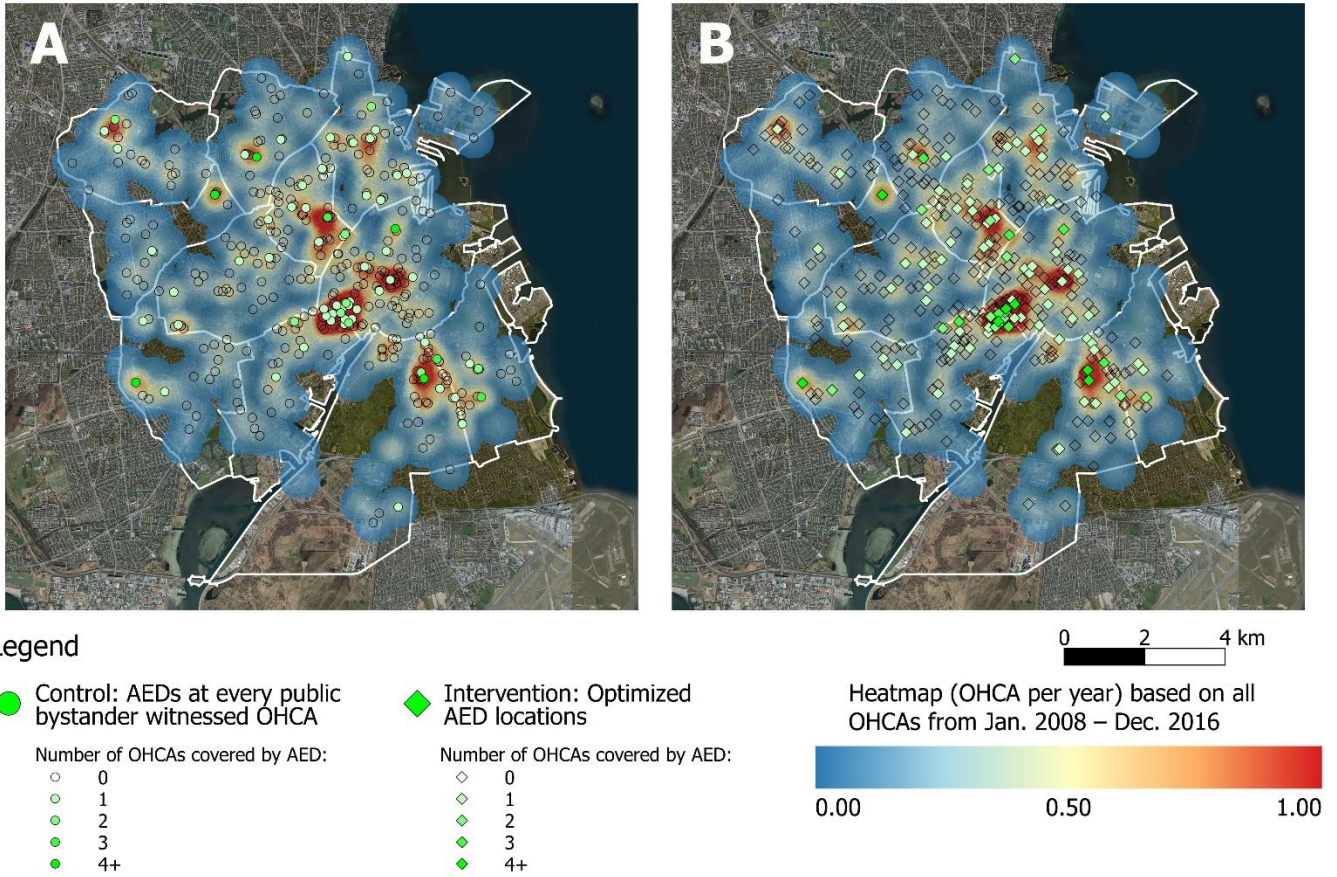 A
B
egend
0 2 4 km
Control: AEDs at every public
bystander witnessed OHCA
Number of OHCAs covered by AED:
0
1
2
3
4+
Intervention: Optimized
AED locations
Number of OHCAs covered by AED:
0
1
2
3
4+
Heatmap (OHCA per year) based on all
OHCAs from Jan. 2008 – Dec. 2016
0.00 0.50 1.00